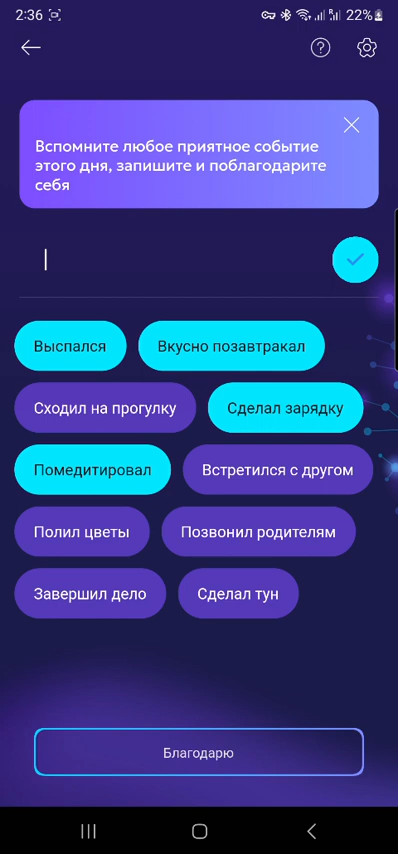 2:36
22%
Вспомните любое приятное событие
этого дня, запишите и поблагодарите
себя
Выспался
Вкусно позавтракал
Сходил на прогулку
Сделал зарядку
Помедитировал
Встретился с другом
Полил цветы
Позвонил родителям
Завершил дело
Сделал тун
Благодарю